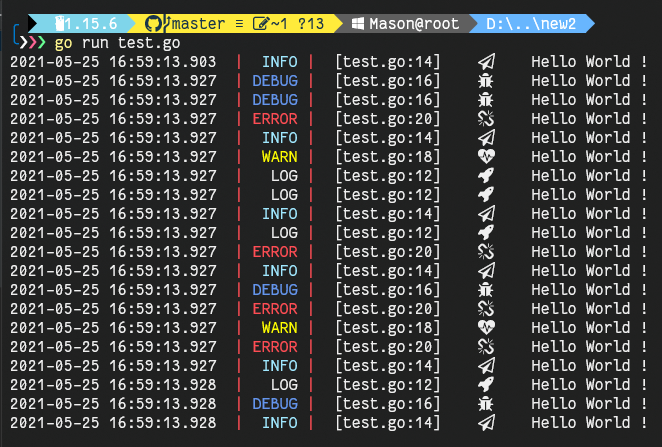 1.15.6 master ≡ ~1 ?13 Mason@root D:\..\new2
go run test.go
2021-05-25 16:59:13.903 | INFO | [test.go:14] Hello World !
2021-05-25 16:59:13.927 | DEBUG | [test.go:16] Hello World !
2021-05-25 16:59:13.927 | DEBUG | [test.go:16] Hello World !
2021-05-25 16:59:13.927 | ERROR | [test.go:20] Hello World !
2021-05-25 16:59:13.927 | INFO | [test.go:14] Hello World !
2021-05-25 16:59:13.927 | WARN | [test.go:18] Hello World !
2021-05-25 16:59:13.927 | LOG | [test.go:12] Hello World !
2021-05-25 16:59:13.927 | LOG | [test.go:12] Hello World !
2021-05-25 16:59:13.927 | INFO | [test.go:14] Hello World !
2021-05-25 16:59:13.927 | LOG | [test.go:12] Hello World !
2021-05-25 16:59:13.927 | ERROR | [test.go:20] Hello World !
2021-05-25 16:59:13.927 | INFO | [test.go:14] Hello World !
2021-05-25 16:59:13.927 | DEBUG | [test.go:16] Hello World !
2021-05-25 16:59:13.927 | ERROR | [test.go:20] Hello World !
2021-05-25 16:59:13.927 | WARN | [test.go:18] Hello World !
2021-05-25 16:59:13.927 | ERROR | [test.go:20] Hello World !
2021-05-25 16:59:13.927 | INFO | [test.go:14] Hello World !
2021-05-25 16:59:13.928 | LOG | [test.go:12] Hello World !
2021-05-25 16:59:13.928 | DEBUG | [test.go:16] Hello World !
2021-05-25 16:59:13.928 | INFO | [test.go:14] Hello World !